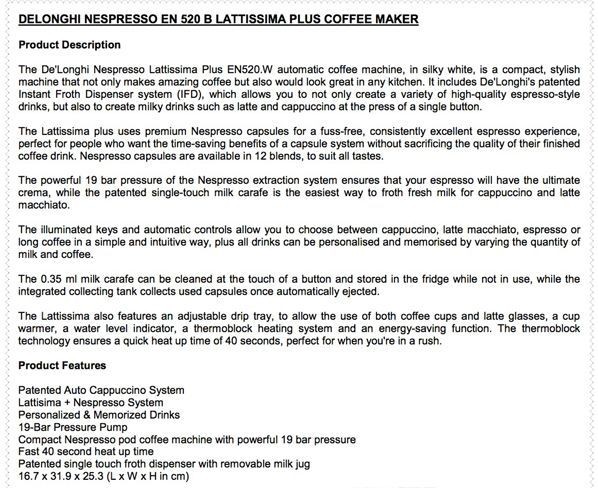 DELONGHI NESPRESSO EN 520 B LATTISSIMA PLUS COFFEE MAKER
Product Description
The De'Longhi Nespresso Lattissima Plus EN520.W automatic coffee machine, in silky white, is a compact, stylish
machine that not only makes amazing coffee but also would look great in any kitchen. It includes De'Longhi's patented
Instant Froth Dispenser system (IFD), which allows you to not only create a variety of high-quality espresso-style
drinks, but also to create milky drinks such as latte and cappuccino at the press of a single button.
The Lattissima plus uses premium Nespresso capsules for a fuss-free, consistently excellent espresso experience,
perfect for people who want the time-saving benefits of a capsule system without sacrificing the quality of their finished
coffee drink. Nespresso capsules are available in 12 blends, to suit all tastes.
The powerful 19 bar pressure of the Nespresso extraction system ensures that your espresso will have the ultimate
crema, while the patented single-touch milk carafe is the easiest way to froth fresh milk for cappuccino and latte
macchiato.
The illuminated keys and automatic controls allow you to choose between cappuccino, latte macchiato, espresso or
long coffee in a simple and intuitive way, plus all drinks can be personalised and memorised by varying the quantity of
milk and coffee.
The 0.35 ml milk carafe can be cleaned at the touch of a button and stored in the fridge while not in use, while the
integrated collecting tank collects used capsules once automatically ejected.
The Lattissima also features an adjustable drip tray, to allow the use of both coffee cups and latte glasses, a cup
warmer, a water level indicator, a thermoblock heating system and an energy-saving function. The thermoblock
technology ensures a quick heat up time of 40 seconds, perfect for when you're in a rush.
Product Features
Patented Auto Cappuccino System
Lattisima + Nespresso System
Personalized & Memorized Drinks
19-Bar Pressure Pump
Compact Nespresso pod coffee machine with powerful 19 bar pressure
Fast 40 second heat up time
Patented single touch froth dispenser with removable milk jug
16.7 x 31.9 x 25.3 (L x W x H in cm)